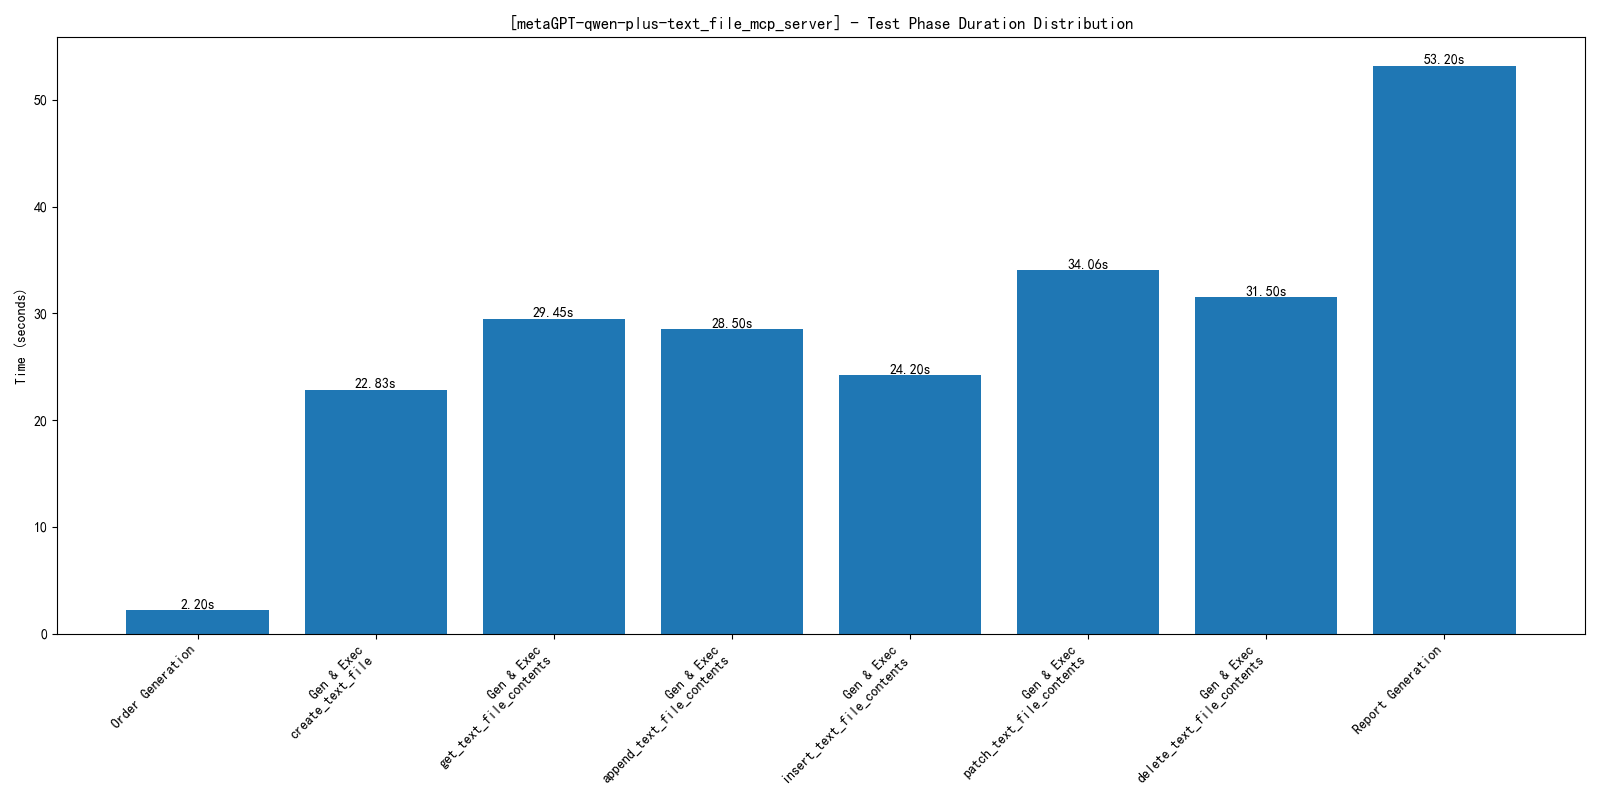 [metaGPT-qwen-plus-text_file_mcp_server] - Test Phase Duration Distribution
Time (seconds)
50
40
30
20
10
0
2.20s
22.83s
29.45s
28.50s
24.20s
34.06s
31.50s
53.20s
Order Generation
Gen & Exec
create_text_file
Gen & Exec
get_text_file_contents
Gen & Exec
append_text_file_contents
Gen & Exec
insert_text_file_contents
Gen & Exec
patch_text_file_contents
Gen & Exec
delete_text_file_contents
Report Generation